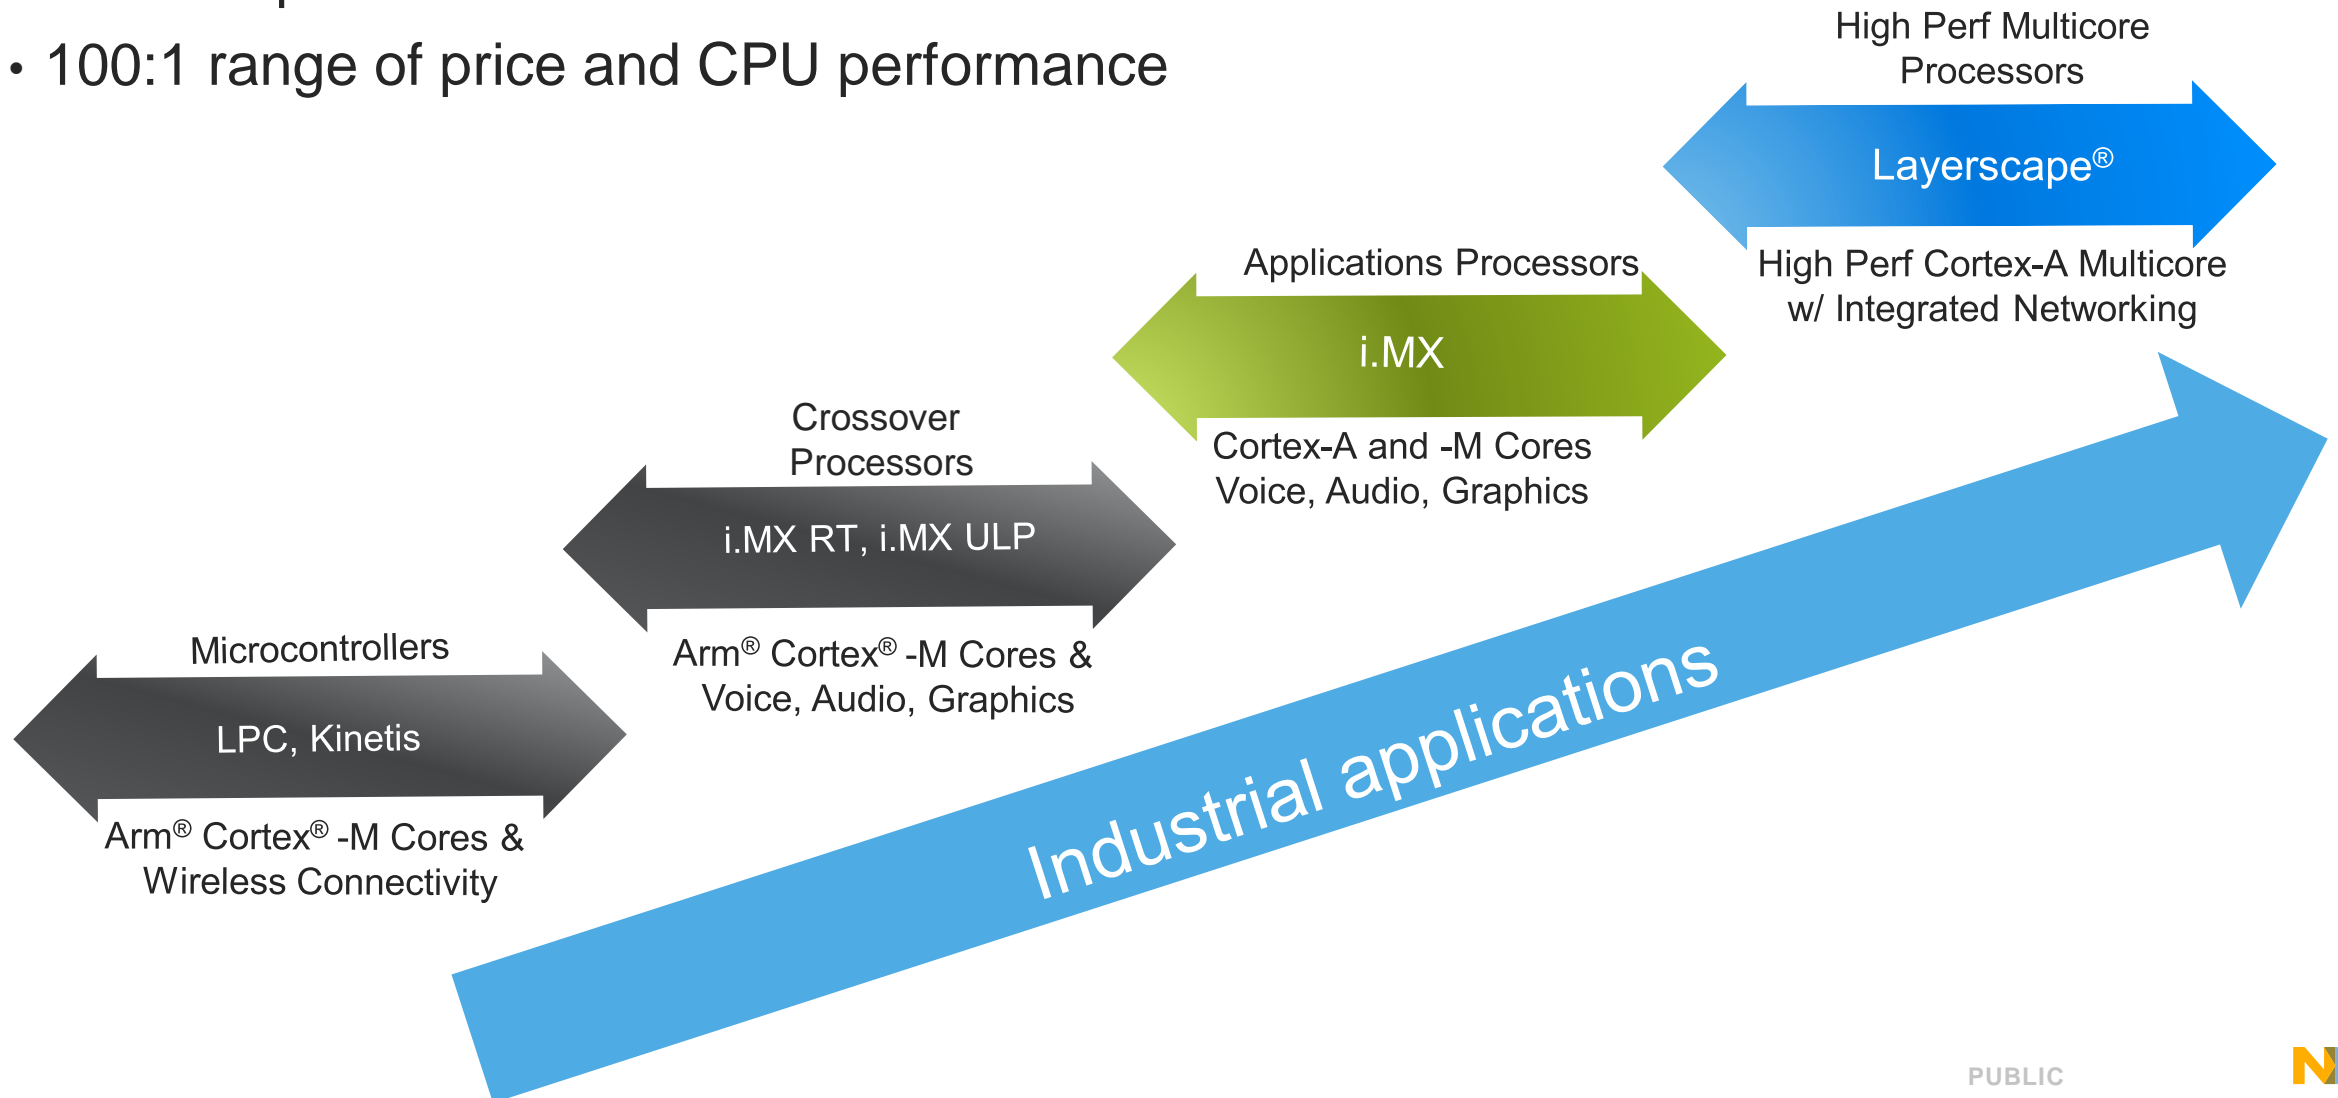 • 100:1 range of price and CPU performance
High Perf Multicore
Processors
Layerscape®
High Perf Cortex-A Multicore
w/ Integrated Networking
Applications Processors
i.MX
Cortex-A and -M Cores
Voice, Audio, Graphics
Crossover
Processors
i.MX RT, i.MX ULP
Arm® Cortex® -M Cores &
Voice, Audio, Graphics
Microcontrollers
LPC, Kinetis
Arm® Cortex® -M Cores &
Wireless Connectivity
Industrial applications
PUBLIC
N